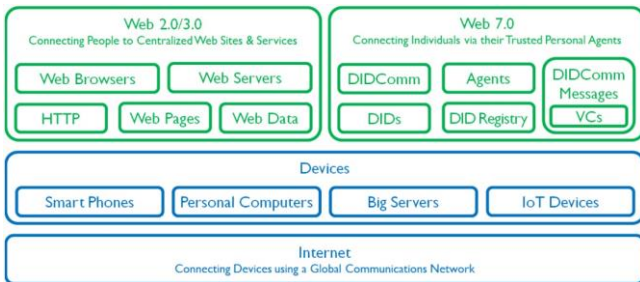 Web 2.0/3.0
Connecting People to Centralized Web Sites & Services
Web Browsers
Web Servers
HTTP
Web Pages
Web Data
Web 7.0
Connecting Individuals via their Trusted Personal Agents
DIDComm
Agents
DIDComm
Messages
VCs
DIDs
DID Registry
Devices
Smart Phones
Personal Computers
Big Servers
IoT Devices
Internet
Connecting Devices using a Global Communications Network